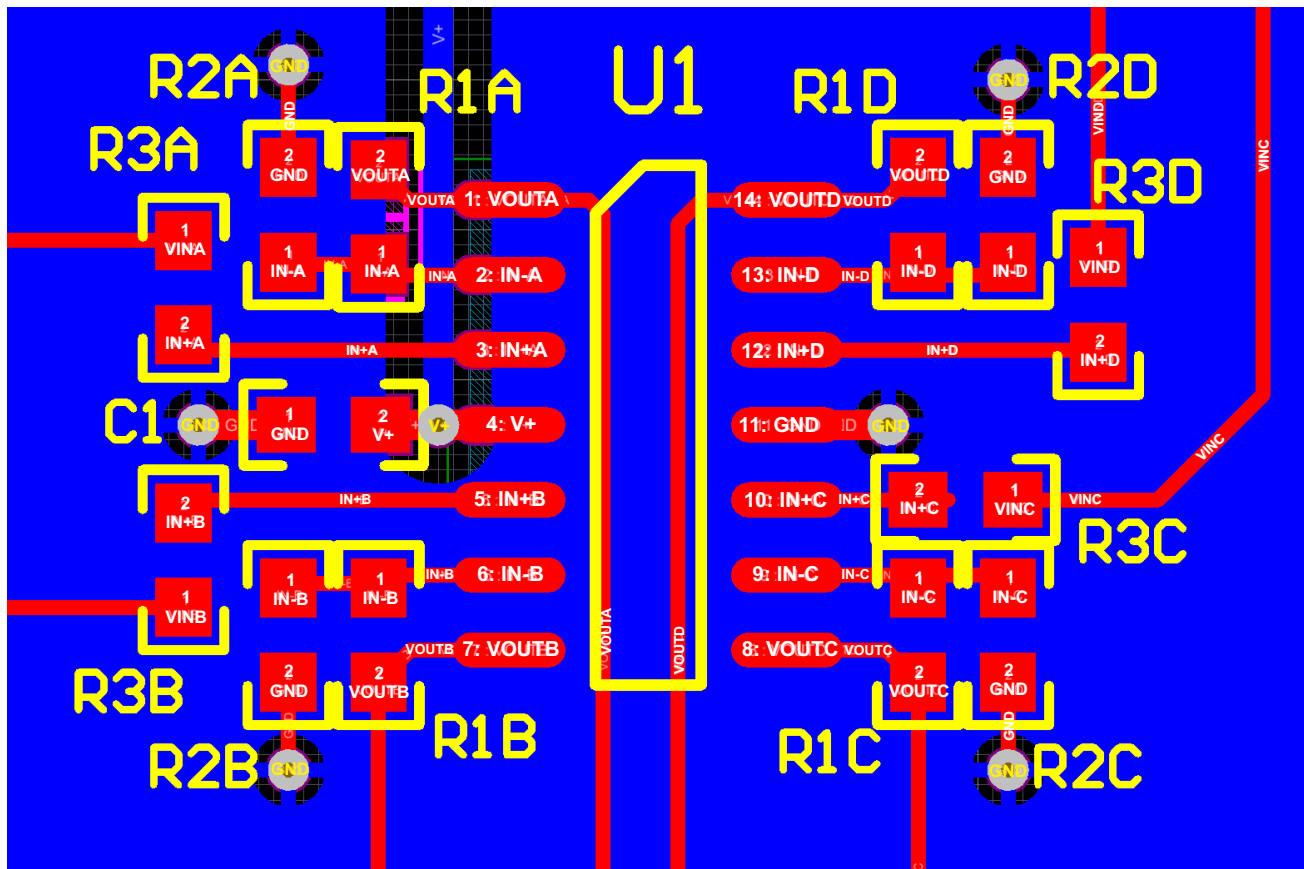 V+
R2A
GND
GND
R1A
U1
R1D
GND
GND
R2D
VIND
VINC
R3A
2
GND
2
VOUTA
VOUTA
1: VOUTA
14: VOUTD
VOUTD
2
VOUTD
2
GND
R3D
1
VINA
1
IN-A
1
IN-A
IN-A
2: IN-A
13: IN-D
IN-D
1
IN-D
1
IN-D
1
VIND
2
IN+A
IN+A
3: IN+A
12: IN+D
IN+D
2
IN+D
C1
GND
GND
1
GND
2
V+
V+
4: V+
11: GND
GND
VINC
2
IN+B
IN+B
5: IN+B
10: IN+C
IN+C
2
IN+C
1
VINC
VINC
R3C
1
VINB
1
IN-B
1
IN-B
IN-B
6: IN-B
9: IN-C
IN-C
1
IN-C
1
IN-C
R3B
2
GND
2
VOUTB
VOUTB
7: VOUTB
VOUTA
VOUTD
8: VOUTC
VOUTC
2
VOUTC
2
GND
R2B
GND
GND
R1B
R1C
GND
GND
R2C